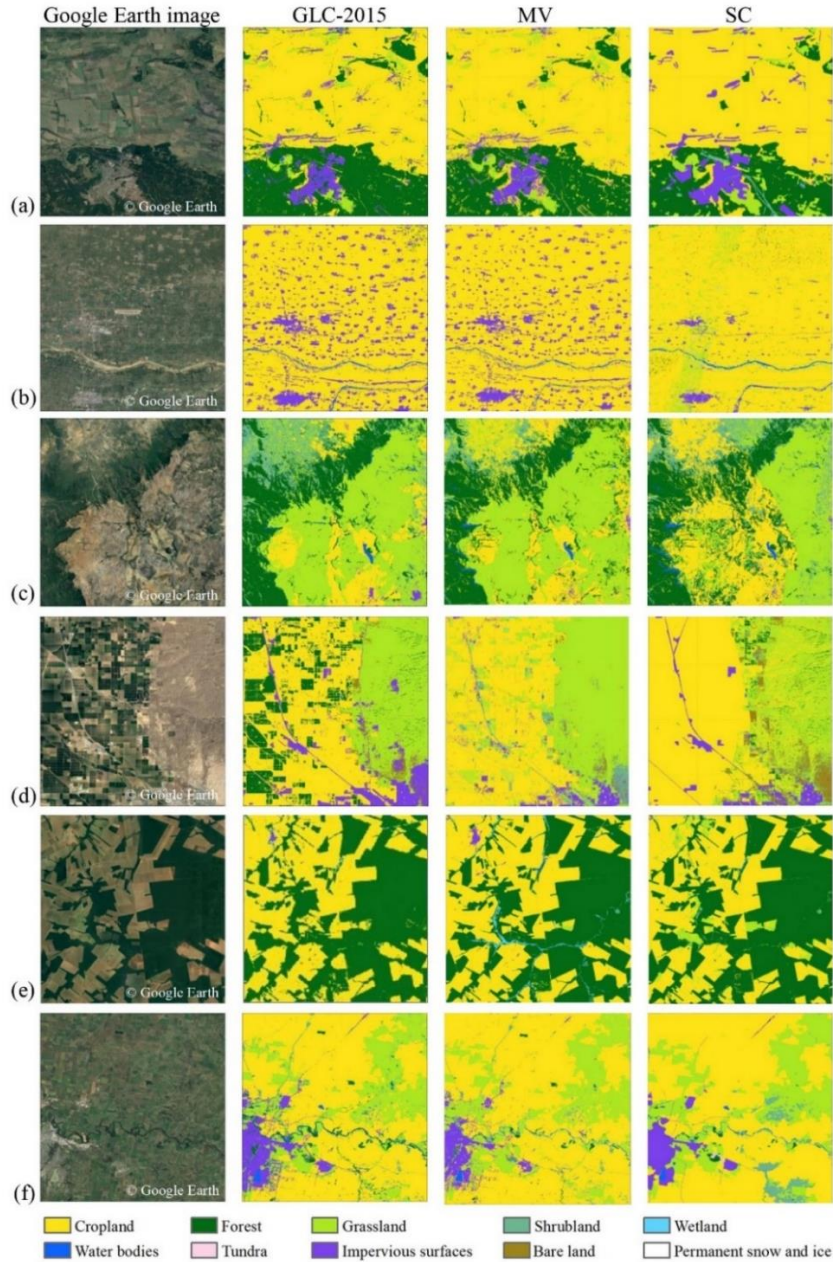 Google Earth image GLC-2015 MV SC
(a) © Google Earth
(b) © Google Earth
(c) © Google Earth
(d) © Google Earth
(e) © Google Earth
(f) © Google Earth
Cropland Forest Grassland Shrubland Wetland
Water bodies Tundra Impervious surfaces Bare land Permanent snow and ice